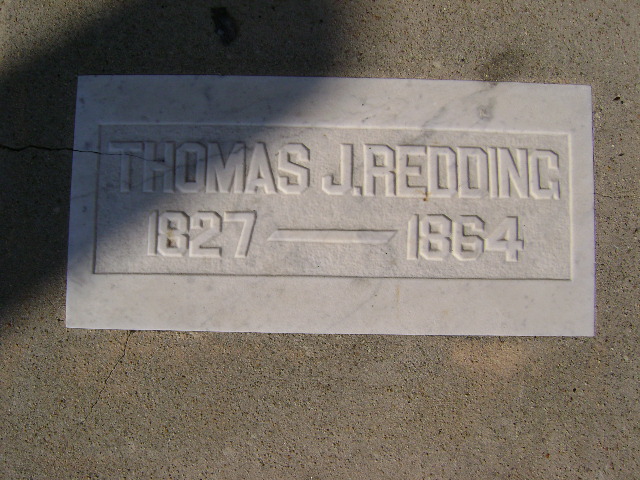 THOMAS J. REDDING
1827 — 1864